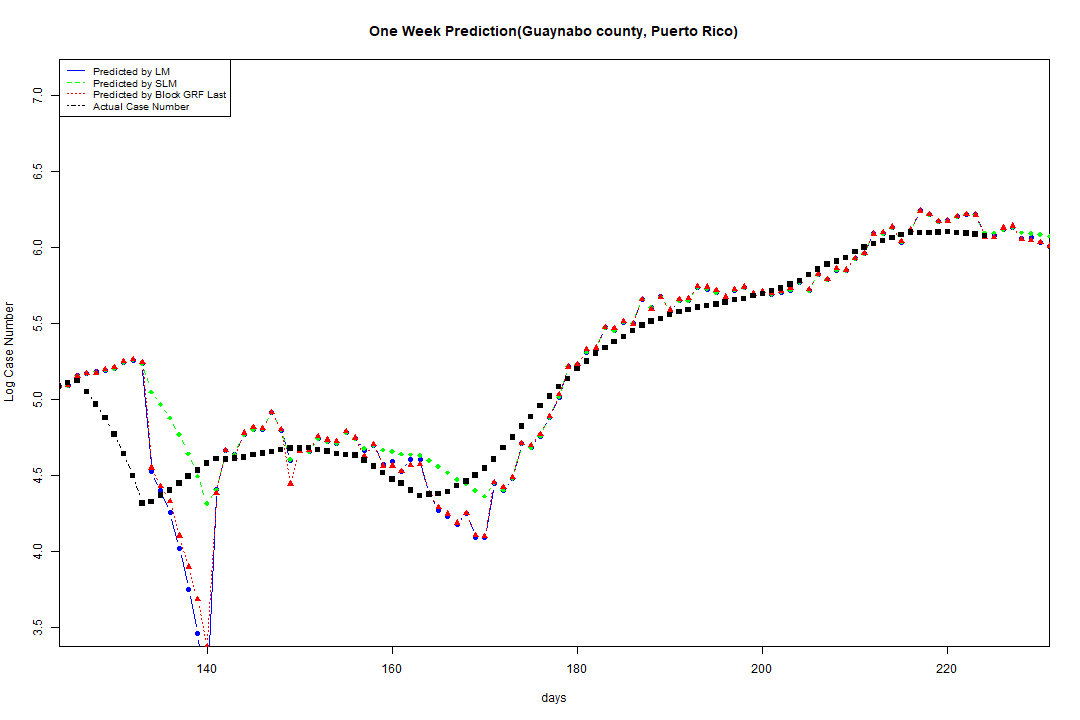 One Week Prediction(Guaynabo county, Puerto Rico)
Predicted by LM
Predicted by SLM
Predicted by Block GRF Last
Actual Case Number
Log Case Number
7.0
6.5
6.0
5.5
5.0
4.5
4.0
3.5
140 160 180 200 220
days